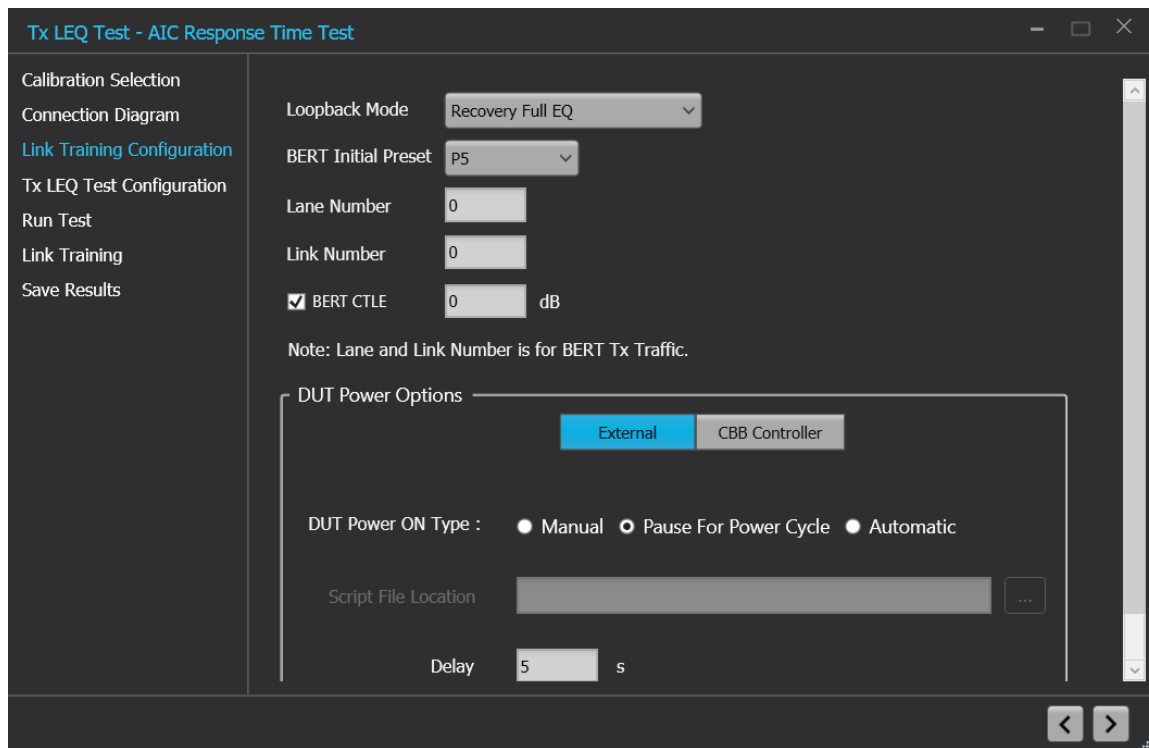 Tx LEQ Test - AIC Response Time Test
Calibration Selection
Connection Diagram
Link Training Configuration
Tx LEQ Test Configuration
Run Test
Link Training
Save Results
Loopback Mode Recovery Full EQ
BERT Initial Preset P5
Lane Number 0
Link Number 0
BERT CTLE 0 dB
Note: Lane and Link Number is for BERT Tx Traffic.
DUT Power Options
External CBB Controller
DUT Power ON Type : Manual Pause For Power Cycle Automatic
Script File Location ...
Delay 5 s